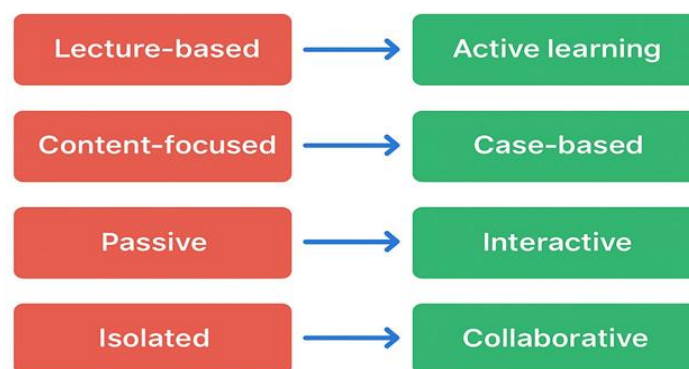 Lecture-based
Active learning
Content-focused
Case-based
Passive
Interactive
Isolated
Collaborative